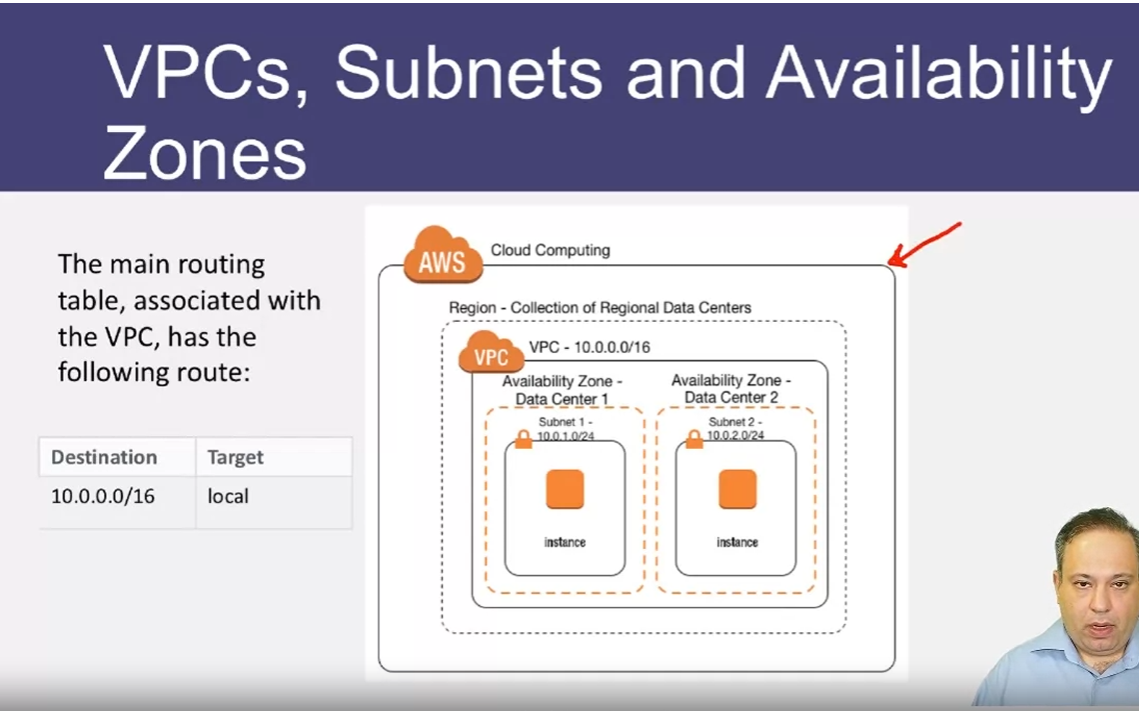 VPCs, Subnets and Availability
Zones
The main routing
table, associated with
the VPC, has the
following route:
Destination Target
10.0.0.0/16 local
AWS Cloud Computing
Region - Collection of Regional Data Centers
VPC VPC - 10.0.0.0/16
Availability Zone -
Data Center 1
Subnet 1 -
10.0.1.0/24
instance
Availability Zone -
Data Center 2
Subnet 2 -
10.0.2.0/24
instance